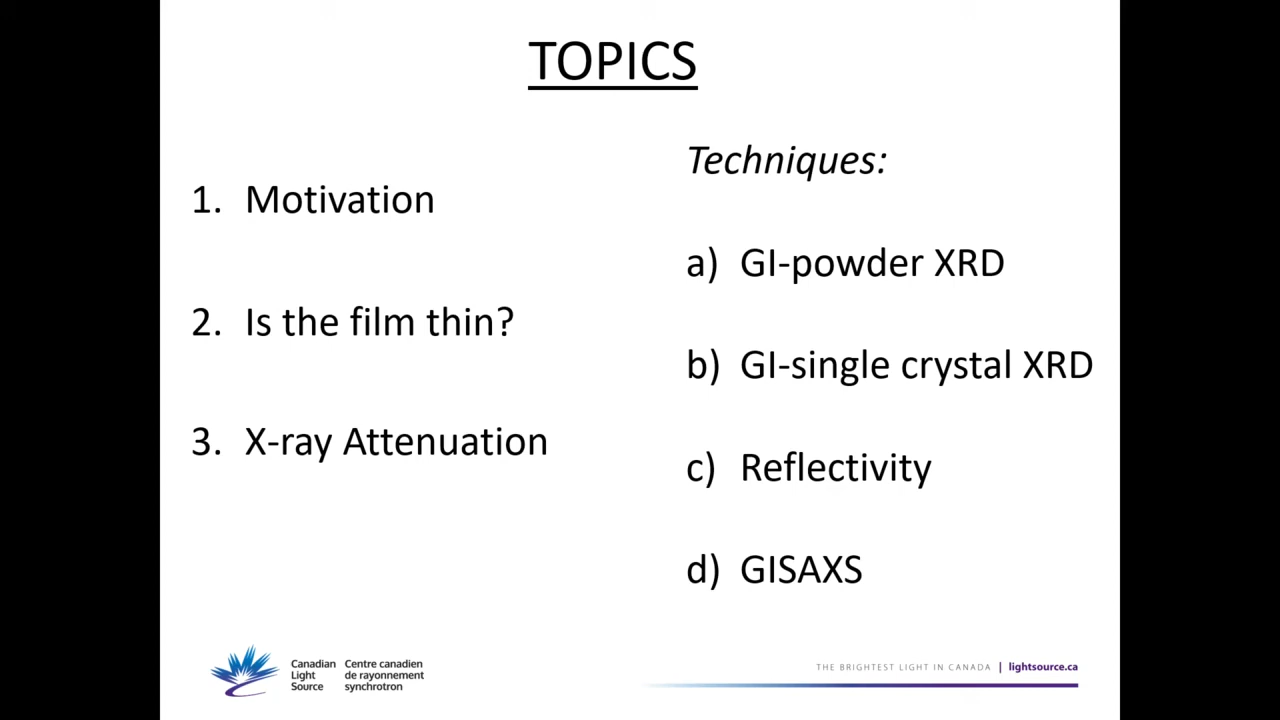 TOPICS
1. Motivation
2. Is the film thin?
3. X-ray Attenuation
Techniques:
a) GI-powder XRD
b) GI-single crystal XRD
c) Reflectivity
d) GISAXS
Canadian
Light
Source
Centre canadien
de rayonnement
synchrotron
THE BRIGHTEST LIGHT IN CANADA | lightsource.ca